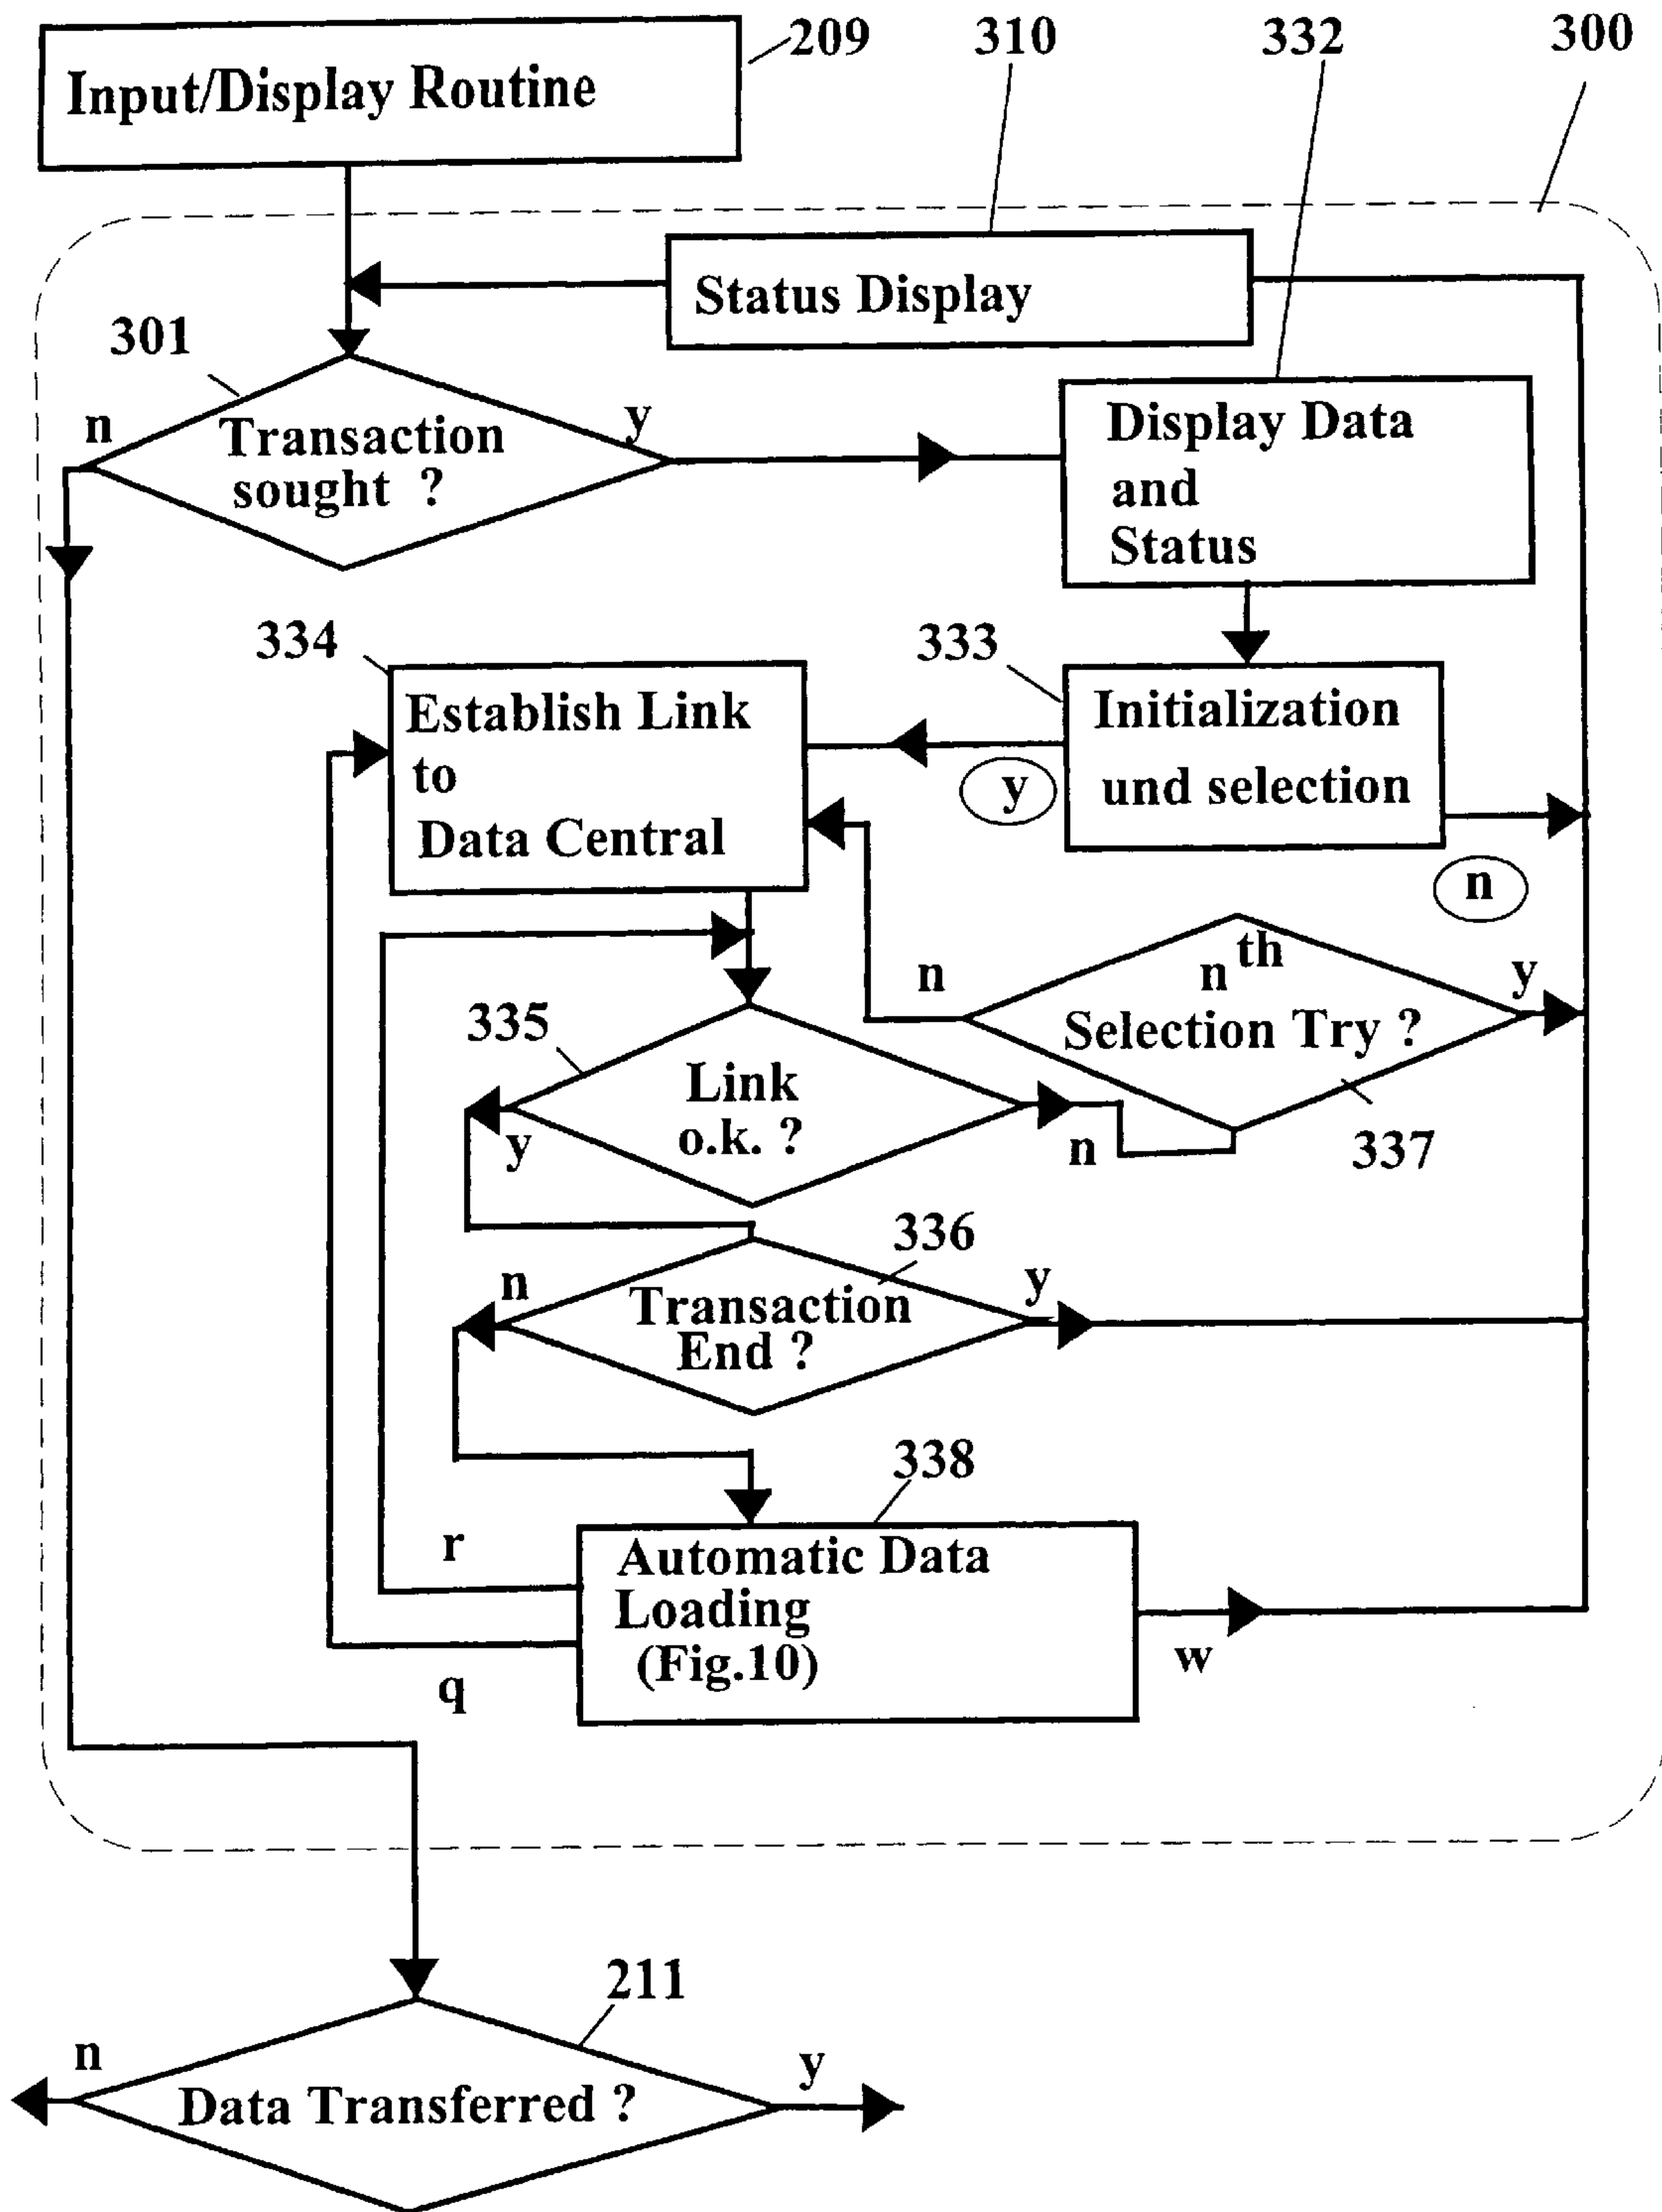 209
310
332
300
Input/Display Routine
Status Display
301
n
y
Transaction
sought ?
Display Data
and
Status
334
333
Establish Link
to
Data Central
Initialization
und selection
y
n
n
nth
y
Selection Try ?
335
Link
o.k. ?
y
n
337
336
n
y
Transaction
End ?
338
r
Automatic Data
Loading
(Fig.10)
w
q
211
n
y
Data Transferred ?